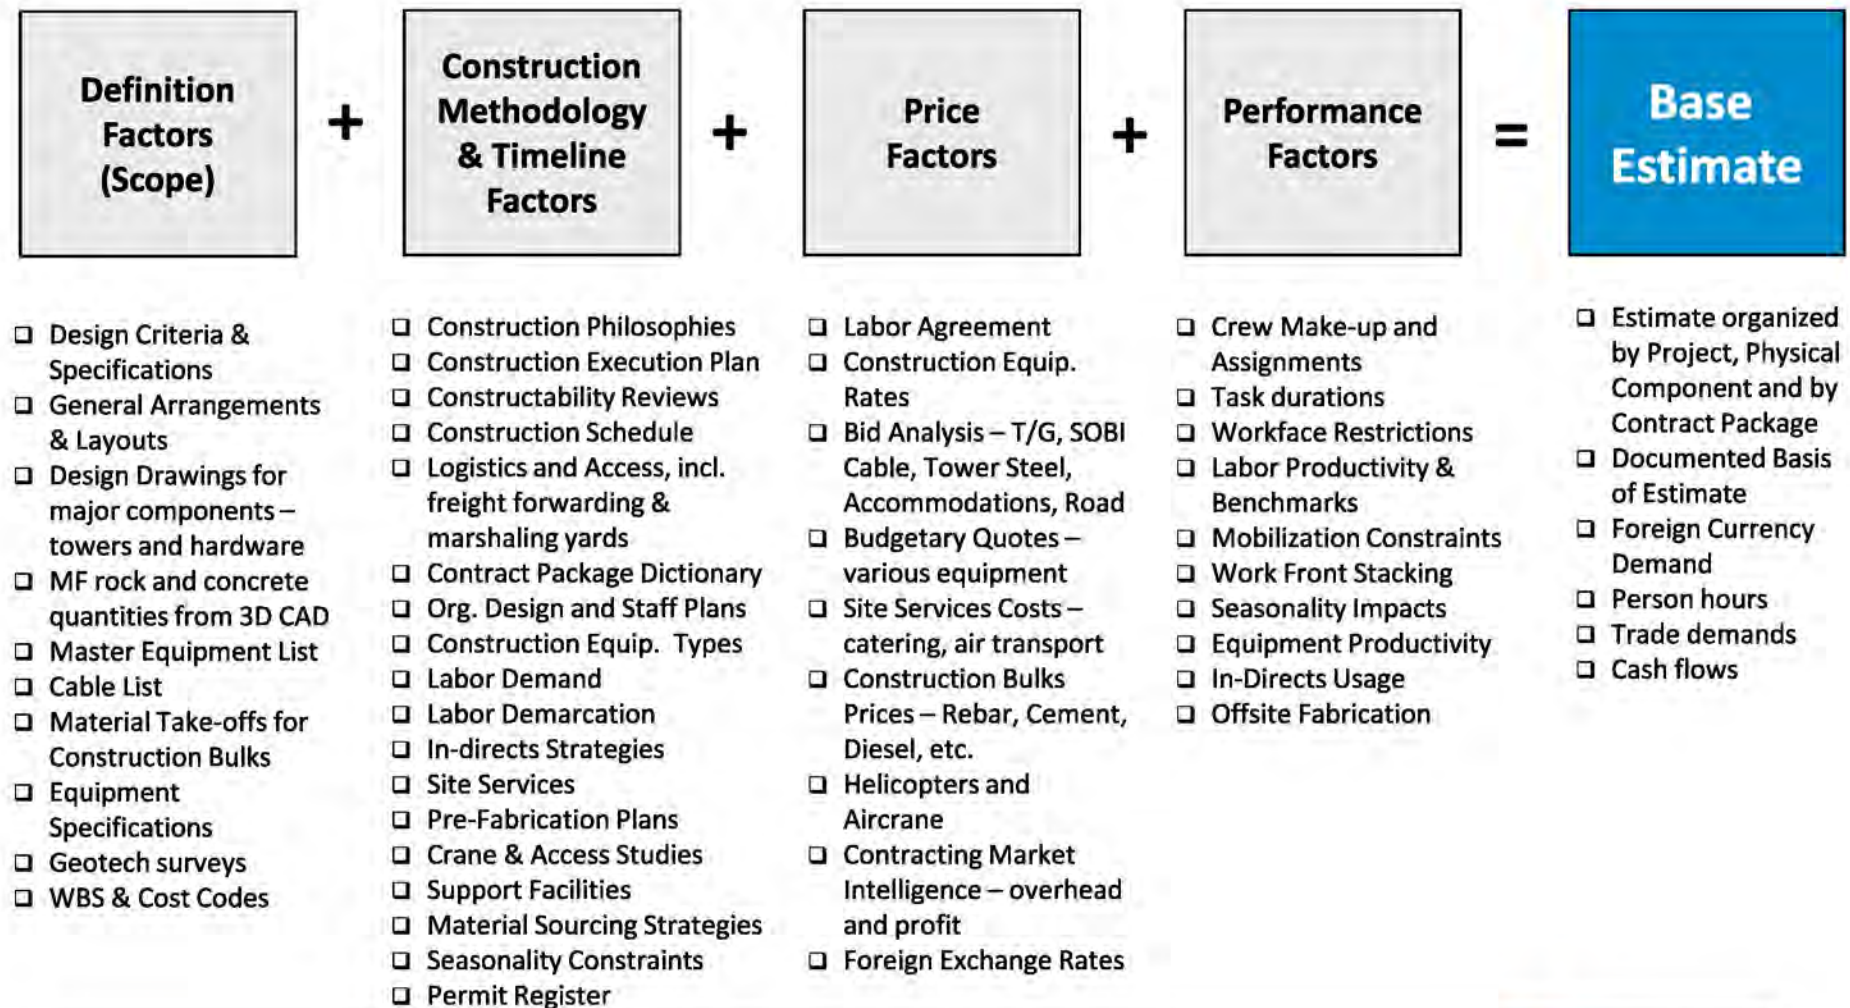 Definition
Factors
(Scope)
+
Construction
Methodology
& Timeline
Factors
+
Price
Factors
+
Performance
Factors
=
Base
Estimate
❑ Design Criteria &
Specifications
❑ General Arrangements
& Layouts
❑ Design Drawings for
major components –
towers and hardware
❑ MF rock and concrete
quantities from 3D CAD
❑ Master Equipment List
❑ Cable List
❑ Material Take-offs for
Construction Bulks
❑ Equipment
Specifications
❑ Geotech surveys
❑ WBS & Cost Codes
❑ Construction Philosophies
❑ Construction Execution Plan
❑ Constructability Reviews
❑ Construction Schedule
❑ Logistics and Access, incl.
freight forwarding &
marshaling yards
❑ Contract Package Dictionary
❑ Org. Design and Staff Plans
❑ Construction Equip. Types
❑ Labor Demand
❑ Labor Demarcation
❑ In-directs Strategies
❑ Site Services
❑ Pre-Fabrication Plans
❑ Crane & Access Studies
❑ Support Facilities
❑ Material Sourcing Strategies
❑ Seasonality Constraints
❑ Permit Register
❑ Labor Agreement
❑ Construction Equip.
Rates
❑ Bid Analysis – T/G, SOBI
Cable, Tower Steel,
Accommodations, Road
❑ Budgetary Quotes –
various equipment
❑ Site Services Costs –
catering, air transport
❑ Construction Bulks
Prices – Rebar, Cement,
Diesel, etc.
❑ Helicopters and
Aircrane
❑ Contracting Market
Intelligence – overhead
and profit
❑ Foreign Exchange Rates
❑ Crew Make-up and
Assignments
❑ Task durations
❑ Workface Restrictions
❑ Labor Productivity &
Benchmarks
❑ Mobilization Constraints
❑ Work Front Stacking
❑ Seasonality Impacts
❑ Equipment Productivity
❑ In-Directs Usage
❑ Offsite Fabrication
❑ Estimate organized
by Project, Physical
Component and by
Contract Package
❑ Documented Basis
of Estimate
❑ Foreign Currency
Demand
❑ Person hours
❑ Trade demands
❑ Cash flows